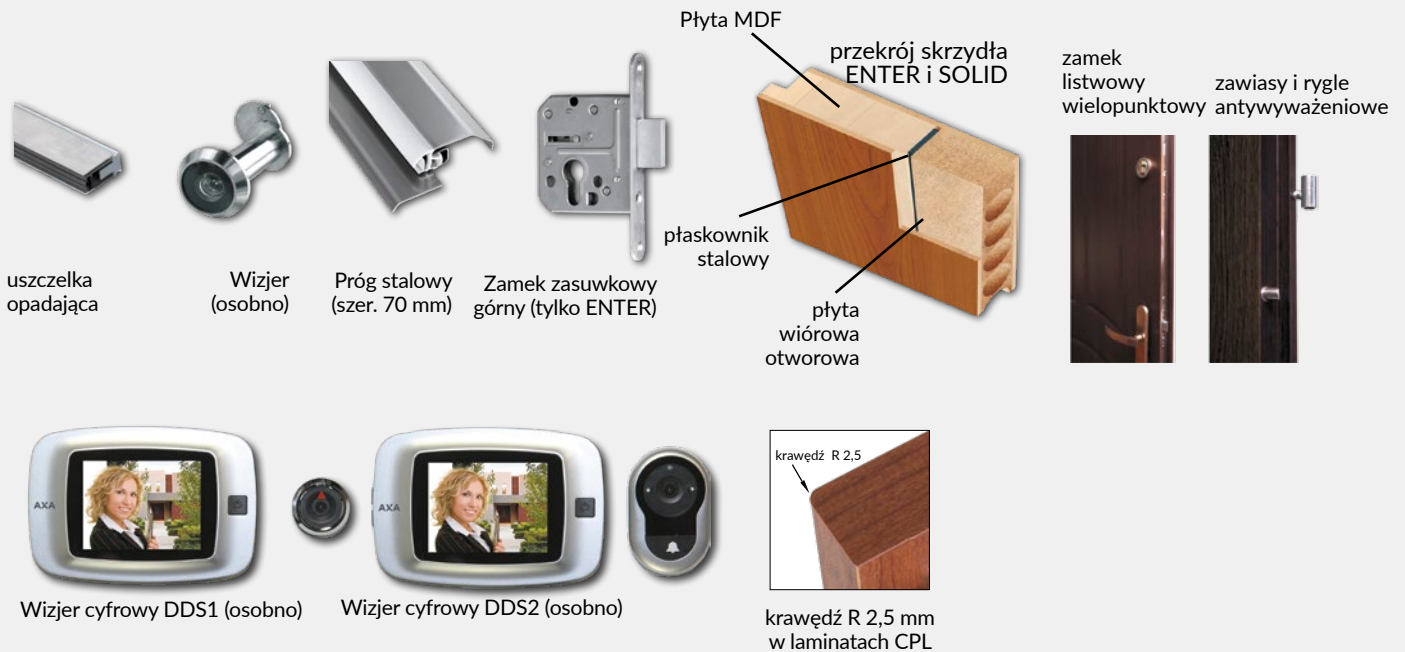 Płyta MDF
przekrój skrzydła
ENTER i SOLID
zamek
listwowy
wielopunktowy
zawiasy i rygle
antywyważeniowe
płaskownik
stalowy
uszczelka
opadająca
Wizjer
(osobno)
Próg stalowy
(szer. 70 mm)
Zamek zasuwkowy
górny (tylko ENTER)
płyta
wiórowa
otworowa
AXA
AXA
krawędź R 2,5
Wizjer cyfrowy DDS1 (osobno)
Wizjer cyfrowy DDS2 (osobno)
krawędź R 2,5 mm
w laminatach CPL